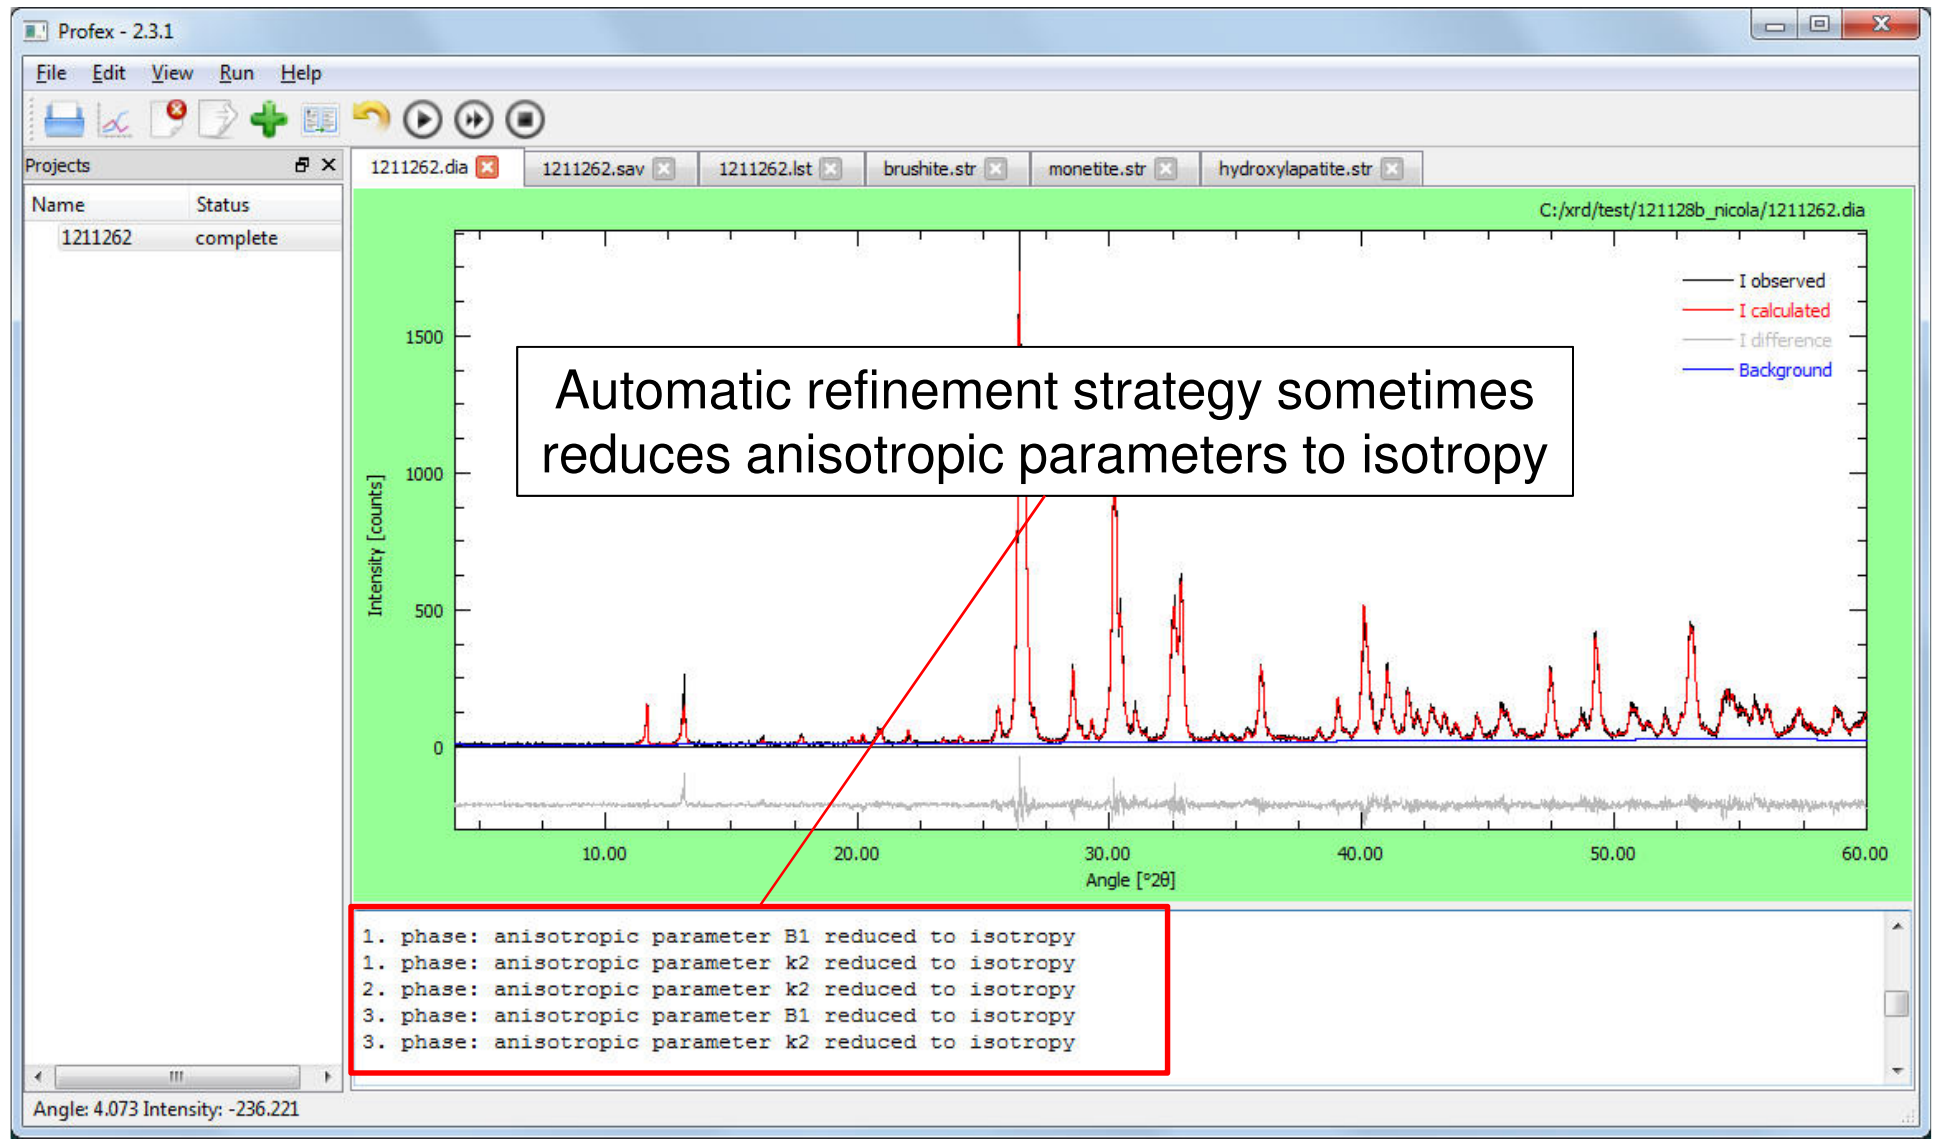 Profex - 2.3.1
File Edit View Run Help
Projects
1211262.dia 1211262.sav 1211262.lst brushite.str monetite.str hydroxylapatite.str
Name Status
1211262 complete
C:/xrd/test/121128b_nicola/1211262.dia
I observed
I calculated
I difference
Background
1500
1000
500
0
Intensity [counts]
Automatic refinement strategy sometimes
reduces anisotropic parameters to isotropy
10.00 20.00 30.00 40.00 50.00 60.00
Angle [°2θ]
1. phase: anisotropic parameter B1 reduced to isotropy
1. phase: anisotropic parameter k2 reduced to isotropy
2. phase: anisotropic parameter k2 reduced to isotropy
3. phase: anisotropic parameter B1 reduced to isotropy
3. phase: anisotropic parameter k2 reduced to isotropy
Angle: 4.073 Intensity: -236.221